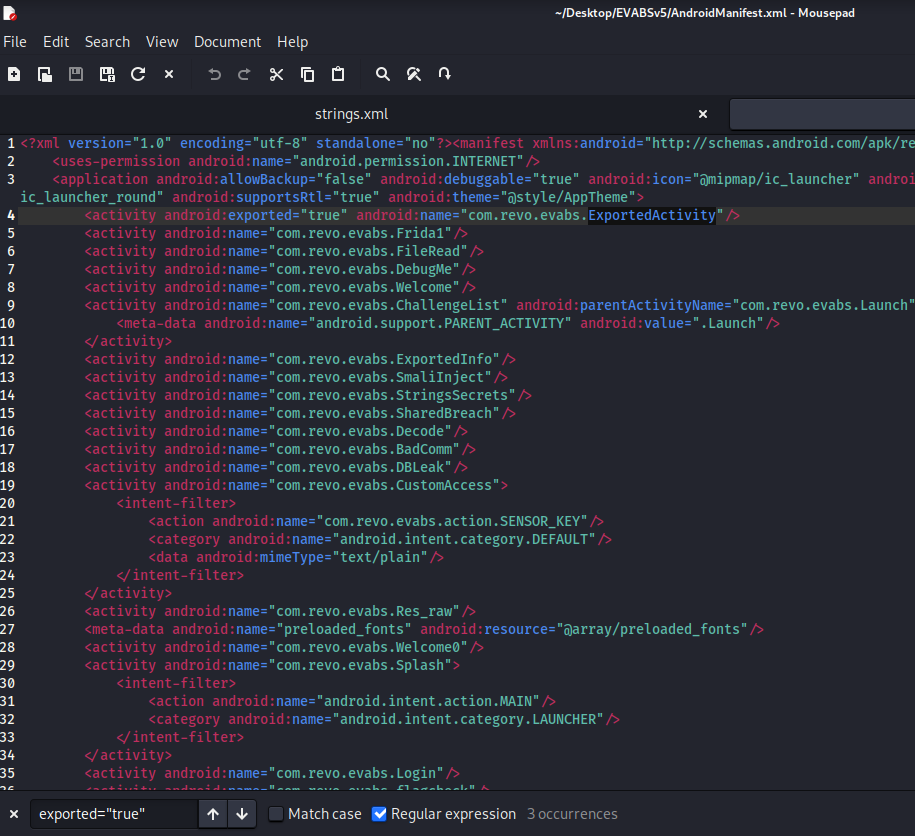 ~/Desktop/EVABSv5/AndroidManifest.xml - Mousepad
File Edit Search View Document Help
strings.xml
1 <?xml version="1.0" encoding="utf-8" standalone="no"?><manifest xmlns:android="http://schemas.android.com/apk/re
2 <uses-permission android:name="android.permission.INTERNET"/>
3 <application android:allowBackup="false" android:debuggable="true" android:icon="@mipmap/ic_launcher" androi
ic_launcher_round" android:supportsRtl="true" android:theme="@style/AppTheme">
4 <activity android:exported="true" android:name="com.revo.evabs.ExportedActivity"/>
5 <activity android:name="com.revo.evabs.Frida1"/>
6 <activity android:name="com.revo.evabs.FileRead"/>
7 <activity android:name="com.revo.evabs.DebugMe"/>
8 <activity android:name="com.revo.evabs.Welcome"/>
9 <activity android:name="com.revo.evabs.ChallengeList" android:parentActivityName="com.revo.evabs.Launch"
10 <meta-data android:name="android.support.PARENT_ACTIVITY" android:value=".Launch"/>
11 </activity>
12 <activity android:name="com.revo.evabs.ExportedInfo"/>
13 <activity android:name="com.revo.evabs.SmaliInject"/>
14 <activity android:name="com.revo.evabs.StringsSecrets"/>
15 <activity android:name="com.revo.evabs.SharedBreach"/>
16 <activity android:name="com.revo.evabs.Decode"/>
17 <activity android:name="com.revo.evabs.BadComm"/>
18 <activity android:name="com.revo.evabs.DBLeak"/>
19 <activity android:name="com.revo.evabs.CustomAccess">
20 <intent-filter>
21 <action android:name="com.revo.evabs.action.SENSOR_KEY"/>
22 <category android:name="android.intent.category.DEFAULT"/>
23 <data android:mimeType="text/plain"/>
24 </intent-filter>
25 </activity>
26 <activity android:name="com.revo.evabs.Res_raw"/>
27 <meta-data android:name="preloaded_fonts" android:resource="@array/preloaded_fonts"/>
28 <activity android:name="com.revo.evabs.Welcome0"/>
29 <activity android:name="com.revo.evabs.Splash">
30 <intent-filter>
31 <action android:name="android.intent.action.MAIN"/>
32 <category android:name="android.intent.category.LAUNCHER"/>
33 </intent-filter>
34 </activity>
35 <activity android:name="com.revo.evabs.Login"/>
36 <activity android:name="com.revo.evabs.flagcheck"/>
exported="true" Match case Regular expression 3 occurrences